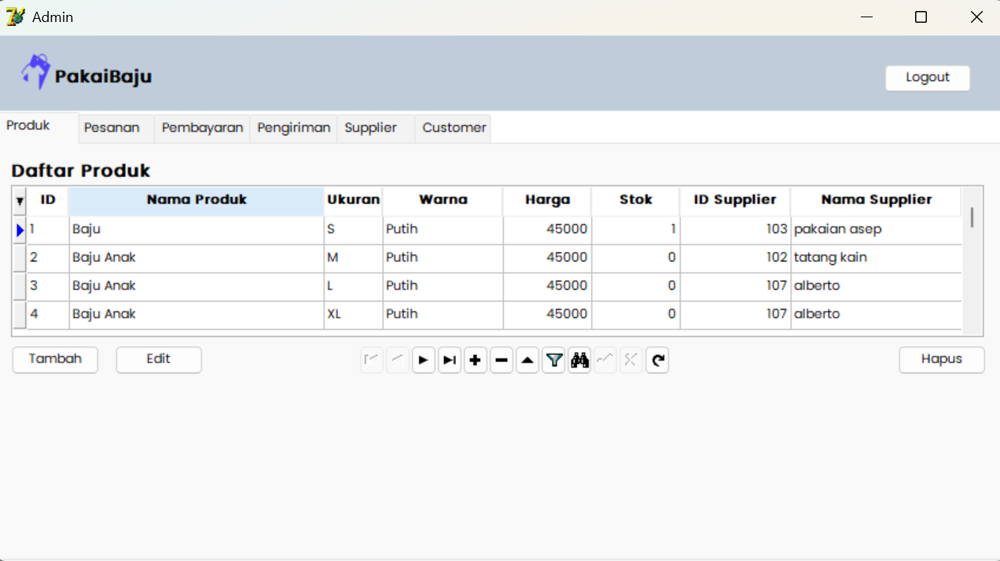 Admin
PakaiBaju
Logout
Produk Pesanan Pembayaran Pengiriman Supplier Customer
Daftar Produk
ID Nama Produk Ukuran Warna Harga Stok ID Supplier Nama Supplier
1 Baju S Putih 45000 1 103 pakaian asep
2 Baju Anak M Putih 45000 0 102 tatang kain
3 Baju Anak L Putih 45000 0 107 alberto
4 Baju Anak XL Putih 45000 0 107 alberto
Tambah Edit Hapus